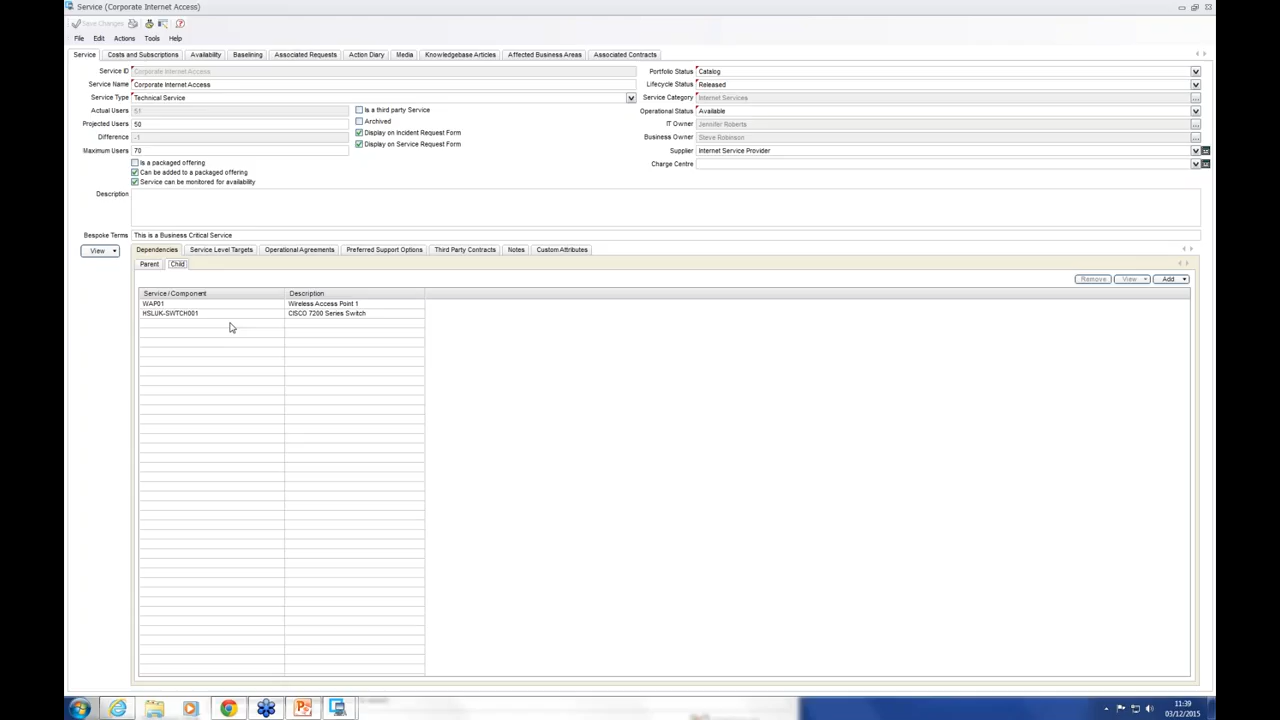 Service (Corporate Internet Access)
Save Changes
File Edit Actions Tools Help
Service Costs and Subscriptions Availability Baselining Associated Requests Action Diary Media Knowledgebase Articles Affected Business Areas Associated Contracts
Service ID Corporate Internet Access Portfolio Status Catalog
Service Name Corporate Internet Access Lifecycle Status Released
Service Type Technical Service Service Category Internet Services
Actual Users 51 Is a third party Service Operational Status Available
Projected Users 50 Archived IT Owner Jennifer Roberts
Difference -1 Display on Incident Request Form Business Owner Steve Robinson
Maximum Users 70 Display on Service Request Form Supplier Internet Service Provider
Is a packaged offering Charge Centre
Can be added to a packaged offering
Service can be monitored for availability
Description
Bespoke Terms This is a Business Critical Service
View Dependencies Service Level Targets Operational Agreements Preferred Support Options Third Party Contracts Notes Custom Attributes
Parent Child
Remove View Add
Service / Component Description
WAP01 Wireless Access Point 1
HSLUK-SWTCH001 CISCO 7200 Series Switch
11:39
03/12/2015